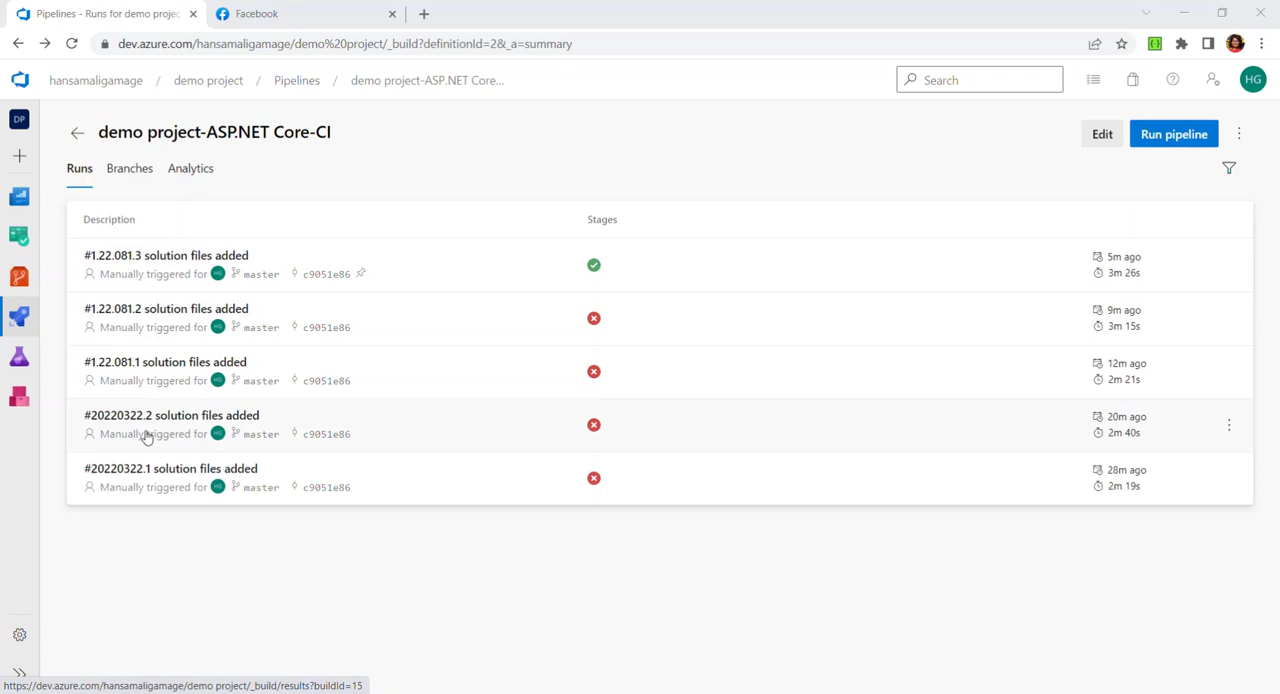 Pipelines - Runs for demo projec
Facebook
dev.azure.com/hansamaligamage/demo%20project/_build?definitionId=2&_a=summary
hansamaligamage / demo project / Pipelines / demo project-ASP.NET Core...
Search
HG
DP
demo project-ASP.NET Core-CI
Edit
Run pipeline
Runs
Branches
Analytics
Description
Stages
#1.22.081.3 solution files added
Manually triggered for HG master c9051e86
5m ago
3m 26s
#1.22.081.2 solution files added
Manually triggered for HG master c9051e86
9m ago
3m 15s
#1.22.081.1 solution files added
Manually triggered for HG master c9051e86
12m ago
2m 21s
#20220322.2 solution files added
Manually triggered for HG master c9051e86
20m ago
2m 40s
#20220322.1 solution files added
Manually triggered for HG master c9051e86
28m ago
2m 19s
https://dev.azure.com/hansamaligamage/demo project/_build/results?buildId=15